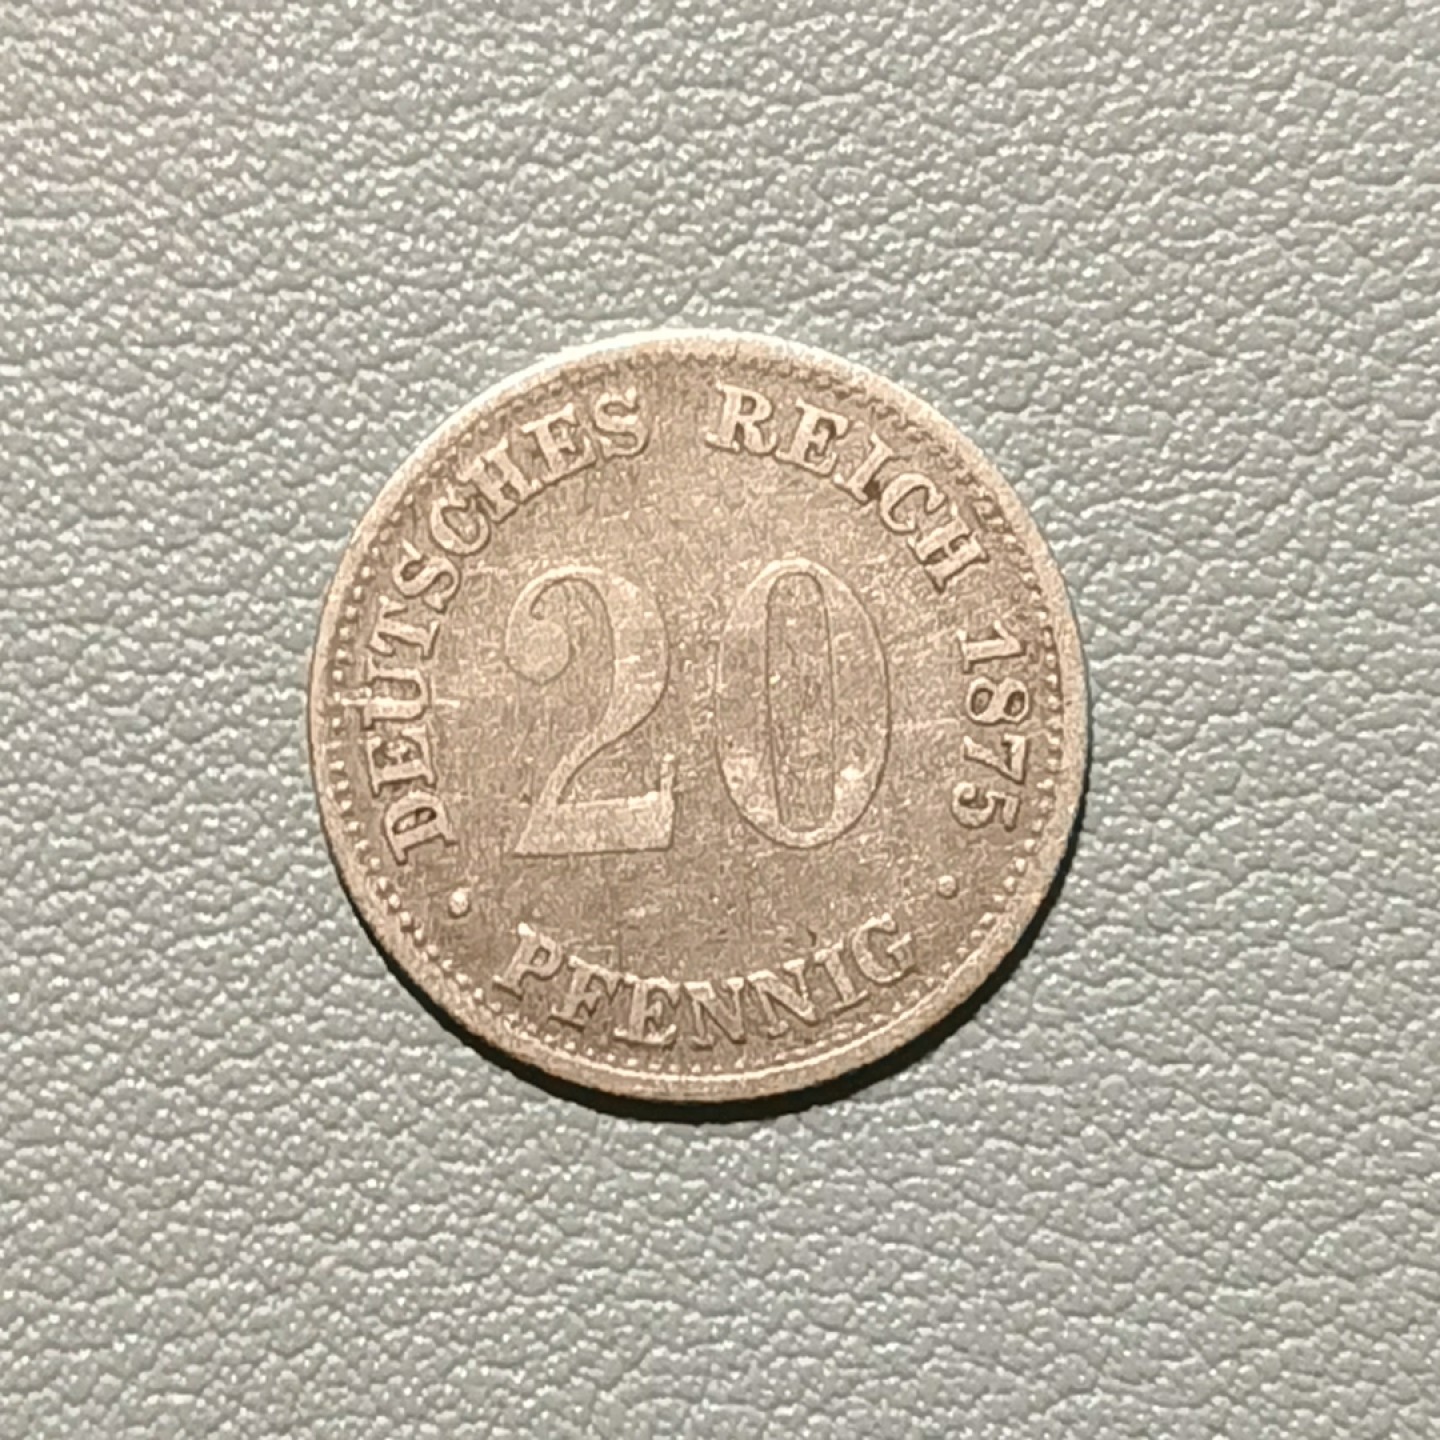 DEUTSCHES REICH 1875
20
· PFENNIG ·